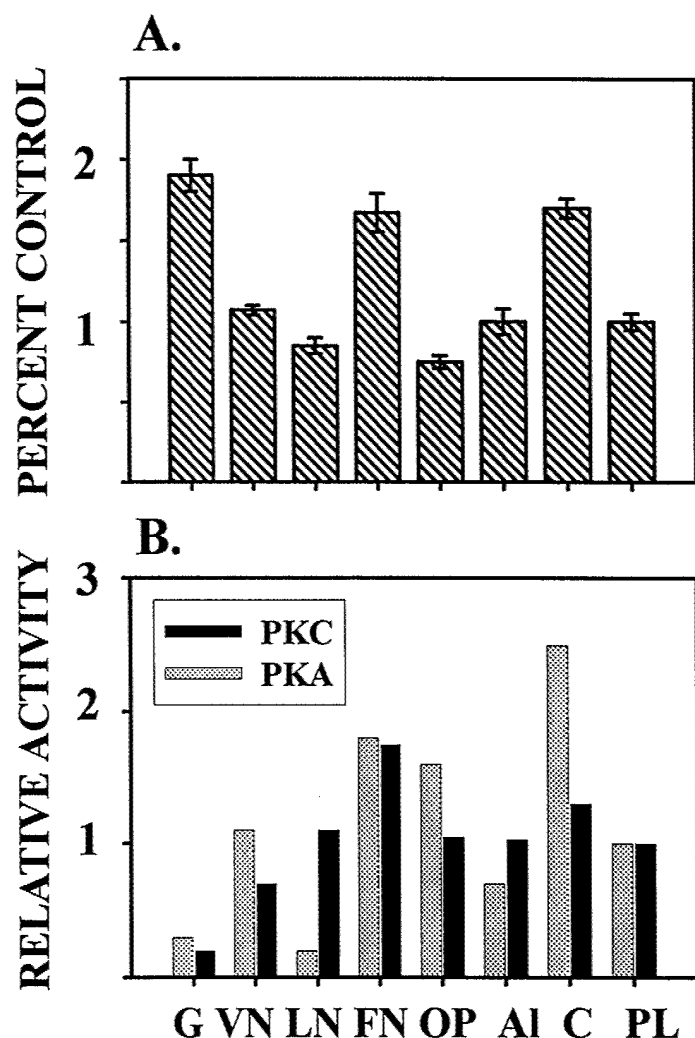 A.
PERCENT CONTROL
2
1
B.
RELATIVE ACTIVITY
3
2
1
PKC
PKA
G VN LN FN OP Al C PL